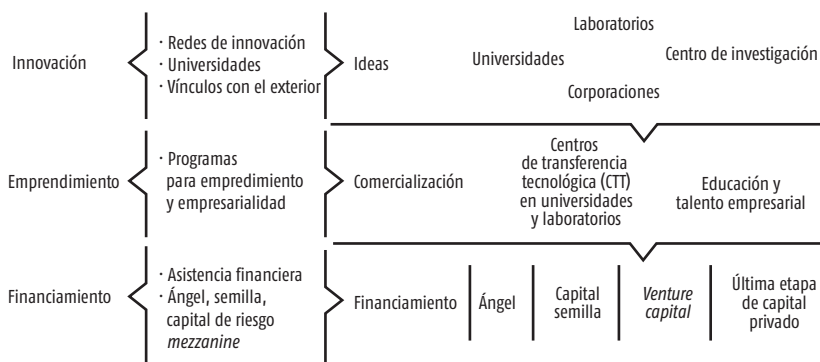 Innovación
· Redes de innovación
· Universidades
· Vínculos con el exterior
Ideas
Laboratorios
Universidades
Centro de investigación
Corporaciones
Emprendimiento
· Programas
para empredimiento
y empresarialidad
Comercialización
Centros
de transferencia
tecnológica (CTT)
en universidades
y laboratorios
Educación y
talento empresarial
Financiamiento
· Asistencia financiera
· Ángel, semilla,
capital de riesgo
mezzanine
Financiamiento
Ángel
Capital
semilla
Venture
capital
Última etapa
de capital
privado